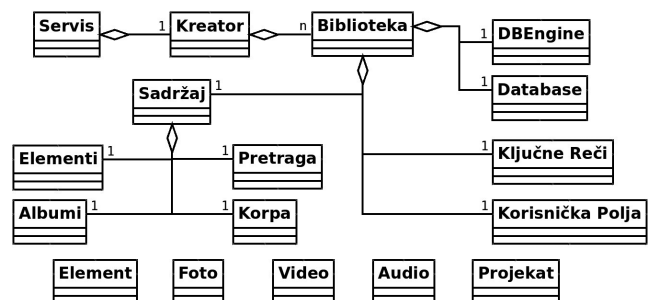 Servis 1 Kreator n Biblioteka
1 DBEngine
1 Database
Sadržaj 1
Elementi 1 1 Pretraga
1 Ključne Reči
Albumi 1 1 Korpa
1 Korisnička Polja
Element Foto Video Audio Projekat